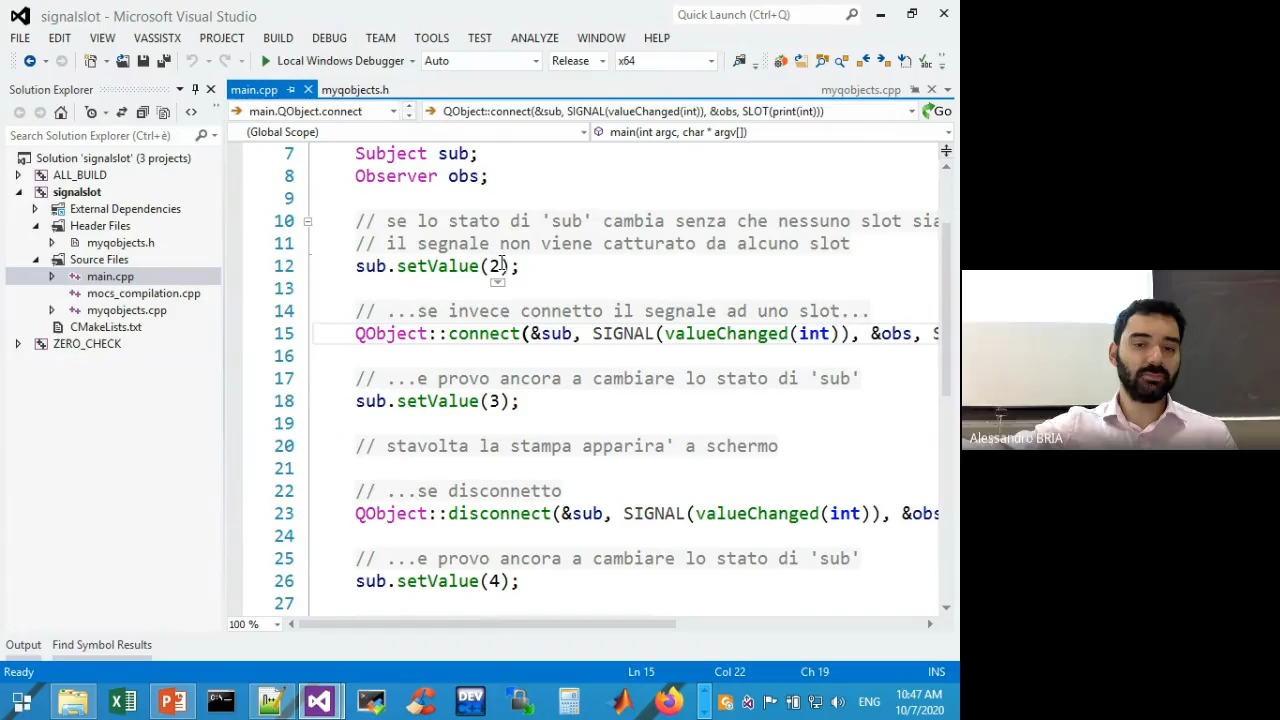 signalslot - Microsoft Visual Studio
Quick Launch (Ctrl+Q)
FILE EDIT VIEW VASSISTX PROJECT BUILD DEBUG TEAM TOOLS TEST ANALYZE WINDOW HELP
Local Windows Debugger Auto Release x64
Solution Explorer
main.cpp
myqobjects.h
myqobjects.cpp
main.QObject.connect
QObject::connect(&sub, SIGNAL(valueChanged(int)), &obs, SLOT(print(int)))
Go
Search Solution Explorer (Ctrl+è)
(Global Scope)
main(int argc, char * argv[])
Solution 'signalslot' (3 projects)
ALL_BUILD
signalslot
External Dependencies
Header Files
myqobjects.h
Source Files
main.cpp
mocs_compilation.cpp
myqobjects.cpp
CMakeLists.txt
ZERO_CHECK
7 Subject sub;
8 Observer obs;
9
10 // se lo stato di 'sub' cambia senza che nessuno slot sia
11 // il segnale non viene catturato da alcuno slot
12 sub.setValue(2);
13
14 // ...se invece connetto il segnale ad uno slot...
15 QObject::connect(&sub, SIGNAL(valueChanged(int)), &obs, S
16
17 // ...e provo ancora a cambiare lo stato di 'sub'
18 sub.setValue(3);
19
20 // stavolta la stampa apparira' a schermo
21
22 // ...se disconnetto
23 QObject::disconnect(&sub, SIGNAL(valueChanged(int)), &obs
24
25 // ...e provo ancora a cambiare lo stato di 'sub'
26 sub.setValue(4);
27
100 %
Output Find Symbol Results
Ready Ln 15 Col 22 Ch 19 INS
DEV
ENG
10:47 AM
10/7/2020
Alessandro BRIA